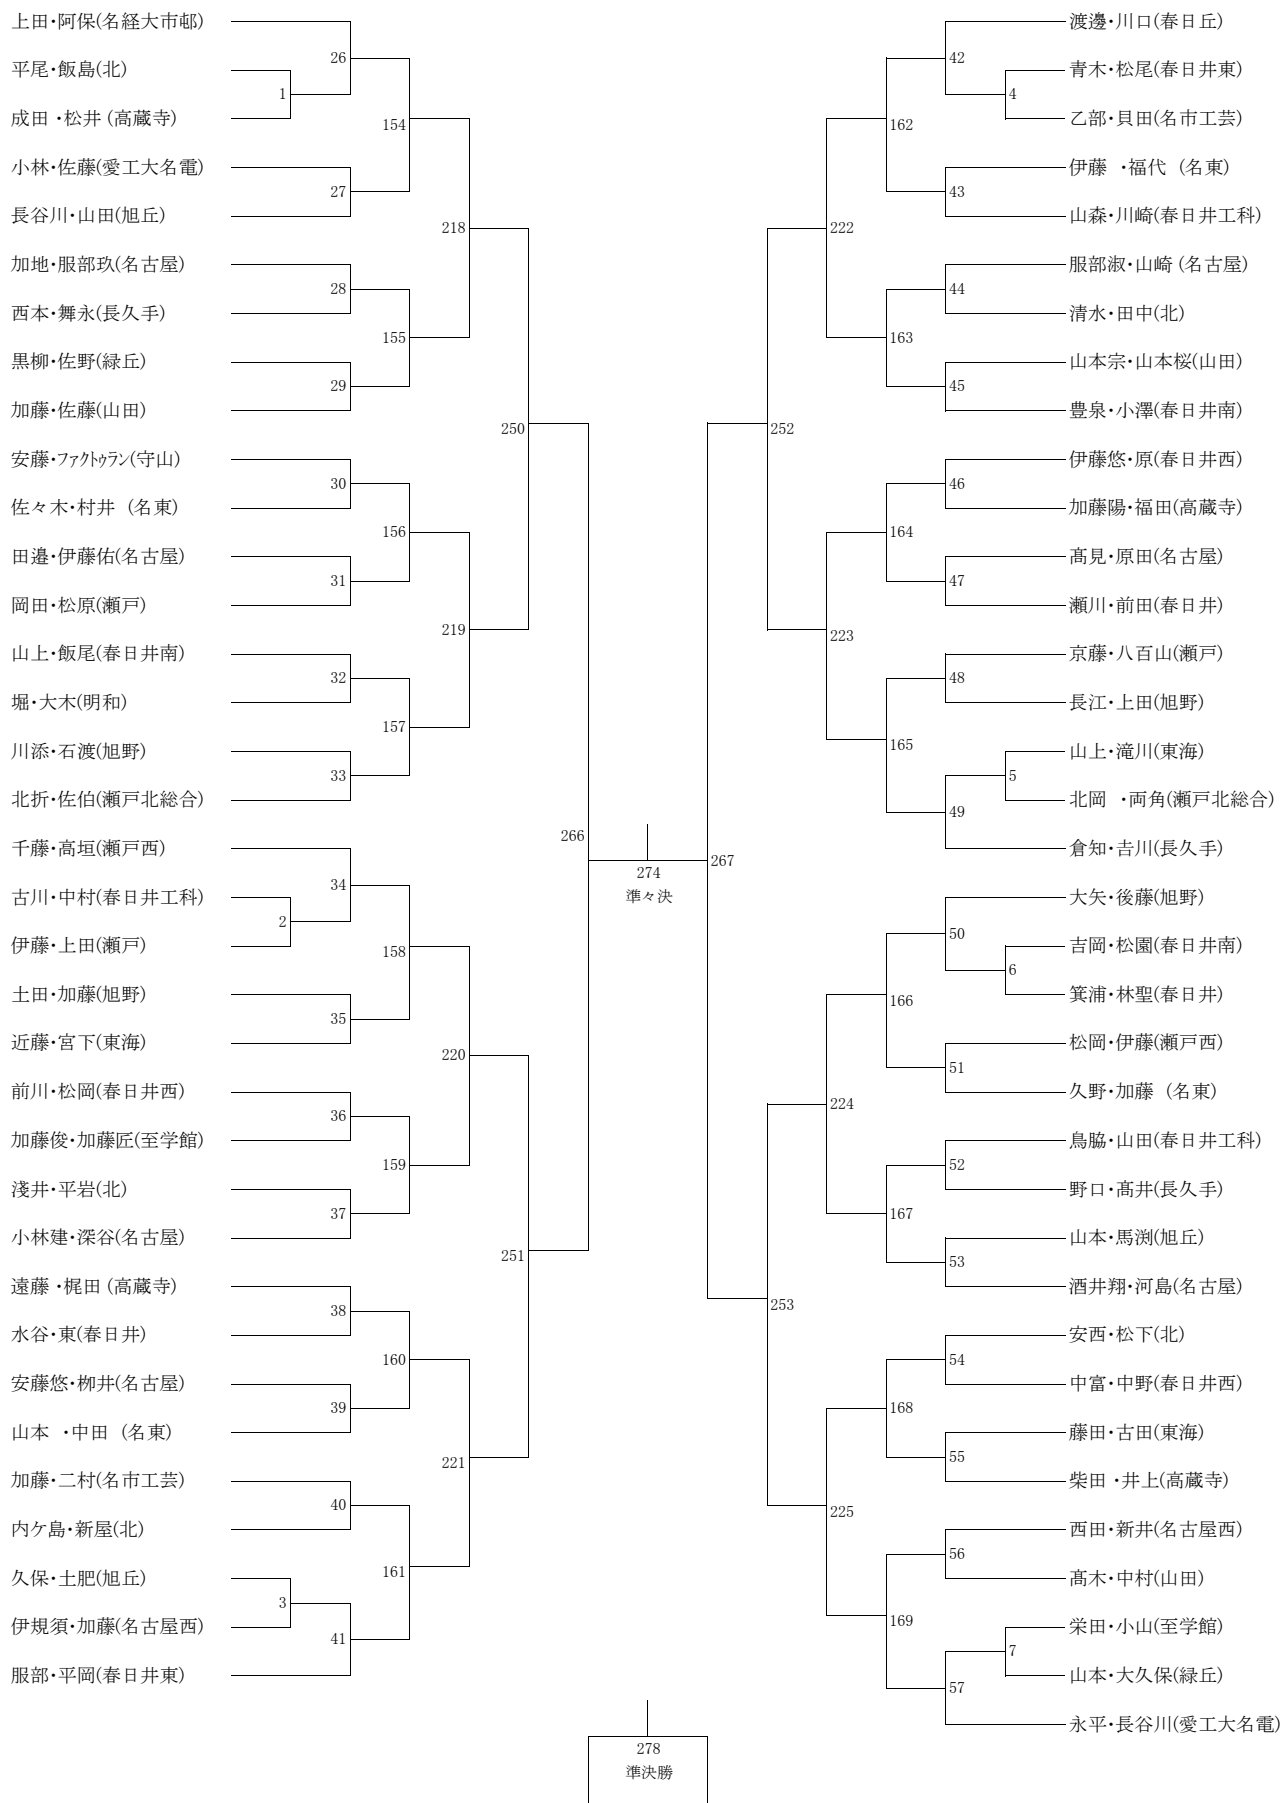 上田・阿保(名経大市邨)
平尾・飯島(北)
成田 ・松井 (高蔵寺)
小林・佐藤(愛工大名電)
長谷川・山田(旭丘)
加地・服部玖(名古屋)
西本・舞永(長久手)
黒柳・佐野(緑丘)
加藤・佐藤(山田)
安藤・ファクトゥラン(守山)
佐々木・村井 (名東)
田邉・伊藤佑(名古屋)
岡田・松原(瀬戸)
山上・飯尾(春日井南)
堀・大木(明和)
川添・石渡(旭野)
北折・佐伯(瀬戸北総合)
千藤・高垣(瀬戸西)
古川・中村(春日井工科)
伊藤・上田(瀬戸)
土田・加藤(旭野)
近藤・宮下(東海)
前川・松岡(春日井西)
加藤俊・加藤匠(至学館)
淺井・平岩(北)
小林建・深谷(名古屋)
遠藤 ・梶田 (高蔵寺)
水谷・東(春日井)
安藤悠・栁井(名古屋)
山本 ・中田 (名東)
加藤・二村(名市工芸)
内ケ島・新屋(北)
久保・土肥(旭丘)
伊規須・加藤(名古屋西)
服部・平岡(春日井東)
1
2
3
26
27
28
29
30
31
32
33
34
35
36
37
38
39
40
41
154
155
156
157
158
159
160
161
218
219
220
221
250
251
266
274
準々決
267
252
253
222
223
224
225
162
163
164
165
166
167
168
169
42
43
44
45
46
47
48
49
50
51
52
53
54
55
56
57
4
5
6
7
渡邊・川口(春日丘)
青木・松尾(春日井東)
乙部・貝田(名市工芸)
伊藤 ・福代 (名東)
山森・川崎(春日井工科)
服部淑・山崎 (名古屋)
清水・田中(北)
山本宗・山本桜(山田)
豊泉・小澤(春日井南)
伊藤悠・原(春日井西)
加藤陽・福田(高蔵寺)
髙見・原田(名古屋)
瀬川・前田(春日井)
京藤・八百山(瀬戸)
長江・上田(旭野)
山上・滝川(東海)
北岡 ・両角(瀬戸北総合)
倉知・𠮷川(長久手)
大矢・後藤(旭野)
吉岡・松園(春日井南)
箕浦・林聖(春日井)
松岡・伊藤(瀬戸西)
久野・加藤 (名東)
鳥脇・山田(春日井工科)
野口・髙井(長久手)
山本・馬渕(旭丘)
酒井翔・河島(名古屋)
安西・松下(北)
中富・中野(春日井西)
藤田・古田(東海)
柴田 ・井上(高蔵寺)
西田・新井(名古屋西)
髙木・中村(山田)
栄田・小山(至学館)
山本・大久保(緑丘)
永平・長谷川(愛工大名電)
278
準決勝